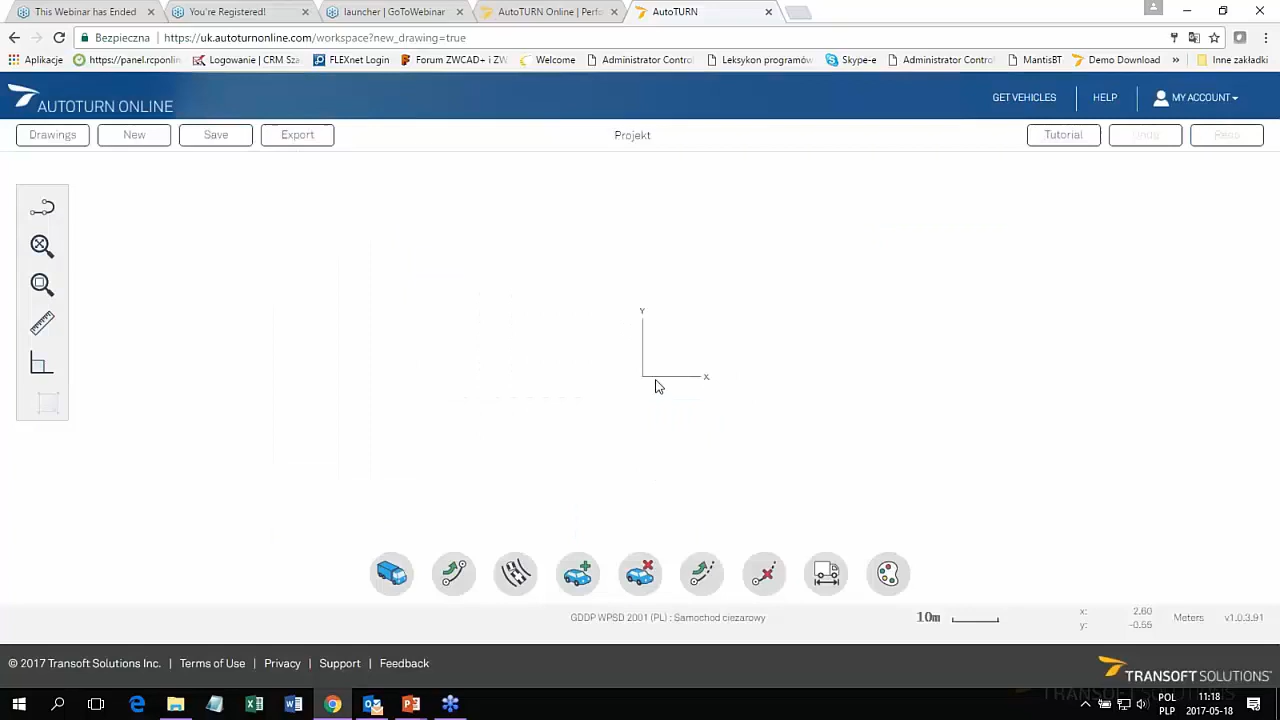 This Webinar has Ended
You're Registered!
launcher | GoToWebinar
AutoTURN Online | Perfo
AutoTURN
Bezpieczna
https://uk.autoturnonline.com/workspace?new_drawing=true
Aplikacje
https://panel.rcponlin
Logowanie | CRM Sza
FLEXnet Login
Forum ZWCAD+ i ZW
Welcome
Administrator Contro
Leksykon programów
Skype-e
Administrator Contro
MantisBT
Demo Download
»
Inne zakładki
AUTOTURN ONLINE
GET VEHICLES
HELP
MY ACCOUNT
Drawings
New
Save
Export
Projekt
Tutorial
Undo
Redo
Y
X
GDDP WPSD 2001 (PL) : Samochod ciezarowy
10m
x: 2.60
y: -0.55
Meters
v1.0.3.91
© 2017 Transoft Solutions Inc. | Terms of Use | Privacy | Support | Feedback
TRANSOFT SOLUTIONS
POL
PLP
11:18
2017-05-18